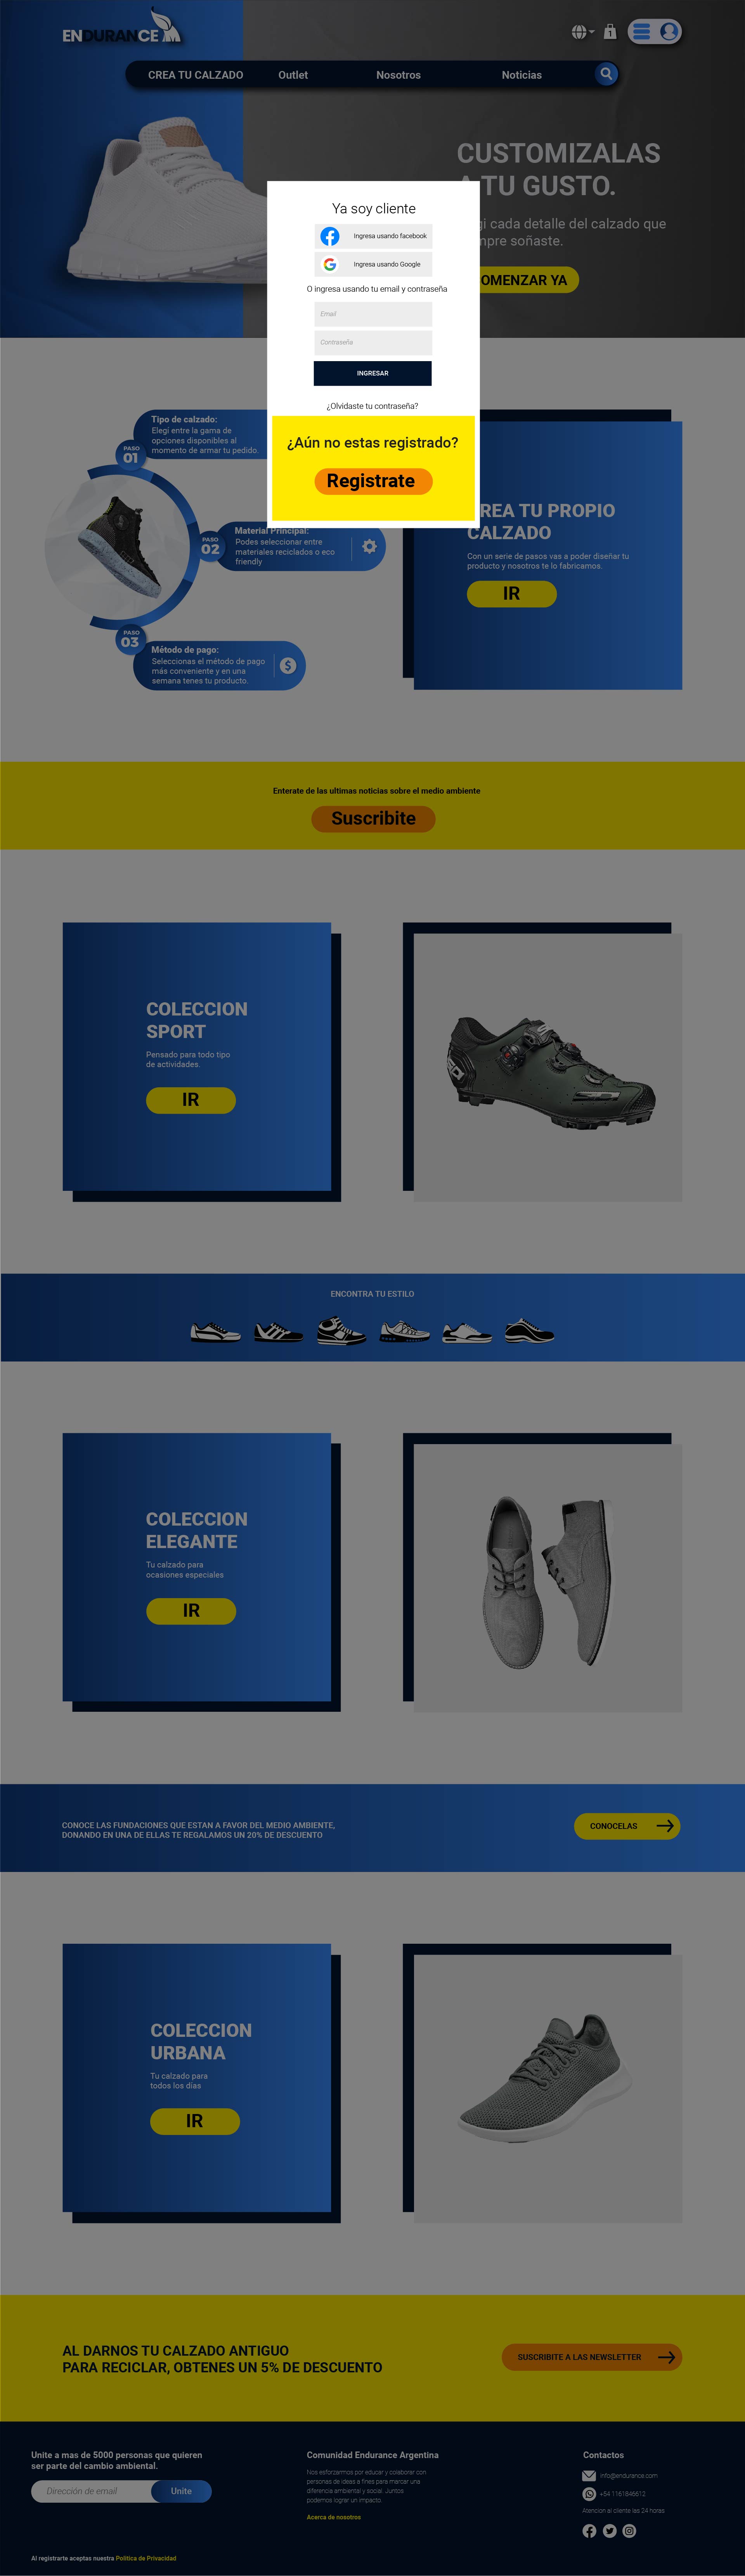 ENDURANCE
1
CREA TU CALZADO
Outlet
Nosotros
Noticias
CUSTOMIZALAS
A TU GUSTO.
gi cada detalle del calzado que
mpre soñaste.
OMENZAR YA
Ya soy cliente
Ingresa usando facebook
Ingresa usando Google
O ingresa usando tu email y contraseña
Email
Contraseña
INGRESAR
¿Olvidaste tu contraseña?
¿Aún no estas registrado?
Registrate
Tipo de calzado:
Elegí entre la gama de
opciones disponibles al
momento de armar tu pedido.
PASO
01
PASO
02
Material Principal:
Podes seleccionar entre
materiales reciclados o eco
friendly
PASO
03
Método de pago:
Seleccionas el método de pago
más conveniente y en una
semana tenes tu producto.
REA TU PROPIO
CALZADO
Con un serie de pasos vas a poder diseñar tu
producto y nosotros te lo fabricamos.
IR
Enterate de las ultimas noticias sobre el medio ambiente
Suscribite
COLECCION
SPORT
Pensado para todo tipo
de actividades.
IR
ENCONTRA TU ESTILO
COLECCION
ELEGANTE
Tu calzado para
ocasiones especiales
IR
CONOCE LAS FUNDACIONES QUE ESTAN A FAVOR DEL MEDIO AMBIENTE,
DONANDO EN UNA DE ELLAS TE REGALAMOS UN 20% DE DESCUENTO
CONOCELAS
COLECCION
URBANA
Tu calzado para
todos los dias
IR
AL DARNOS TU CALZADO ANTIGUO
PARA RECICLAR, OBTENES UN 5% DE DESCUENTO
SUSCRIBITE A LAS NEWSLETTER
Unite a mas de 5000 personas que quieren
ser parte del cambio ambiental.
Dirección de email
Unite
Al registrarte aceptas nuestra Política de Privacidad
Comunidad Endurance Argentina
Nos esforzarmos por educar y colaborar con
personas de ideas a fines para marcar una
diferencia ambiental y social. Juntos
podemos lograr un impacto.
Acerca de nosotros
Contactos
info@endurance.com
+54 1161846612
Atencion al cliente las 24 horas